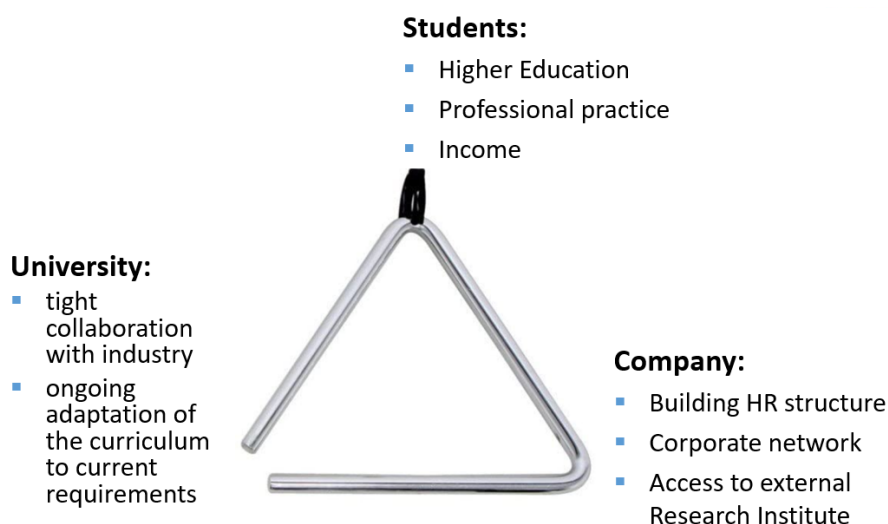 Students:
Higher Education
Professional practice
Income
University:
tight
collaboration
with industry
ongoing
adaptation of
the curriculum
to current
requirements
Company:
Building HR structure
Corporate network
Access to external
Research Institute